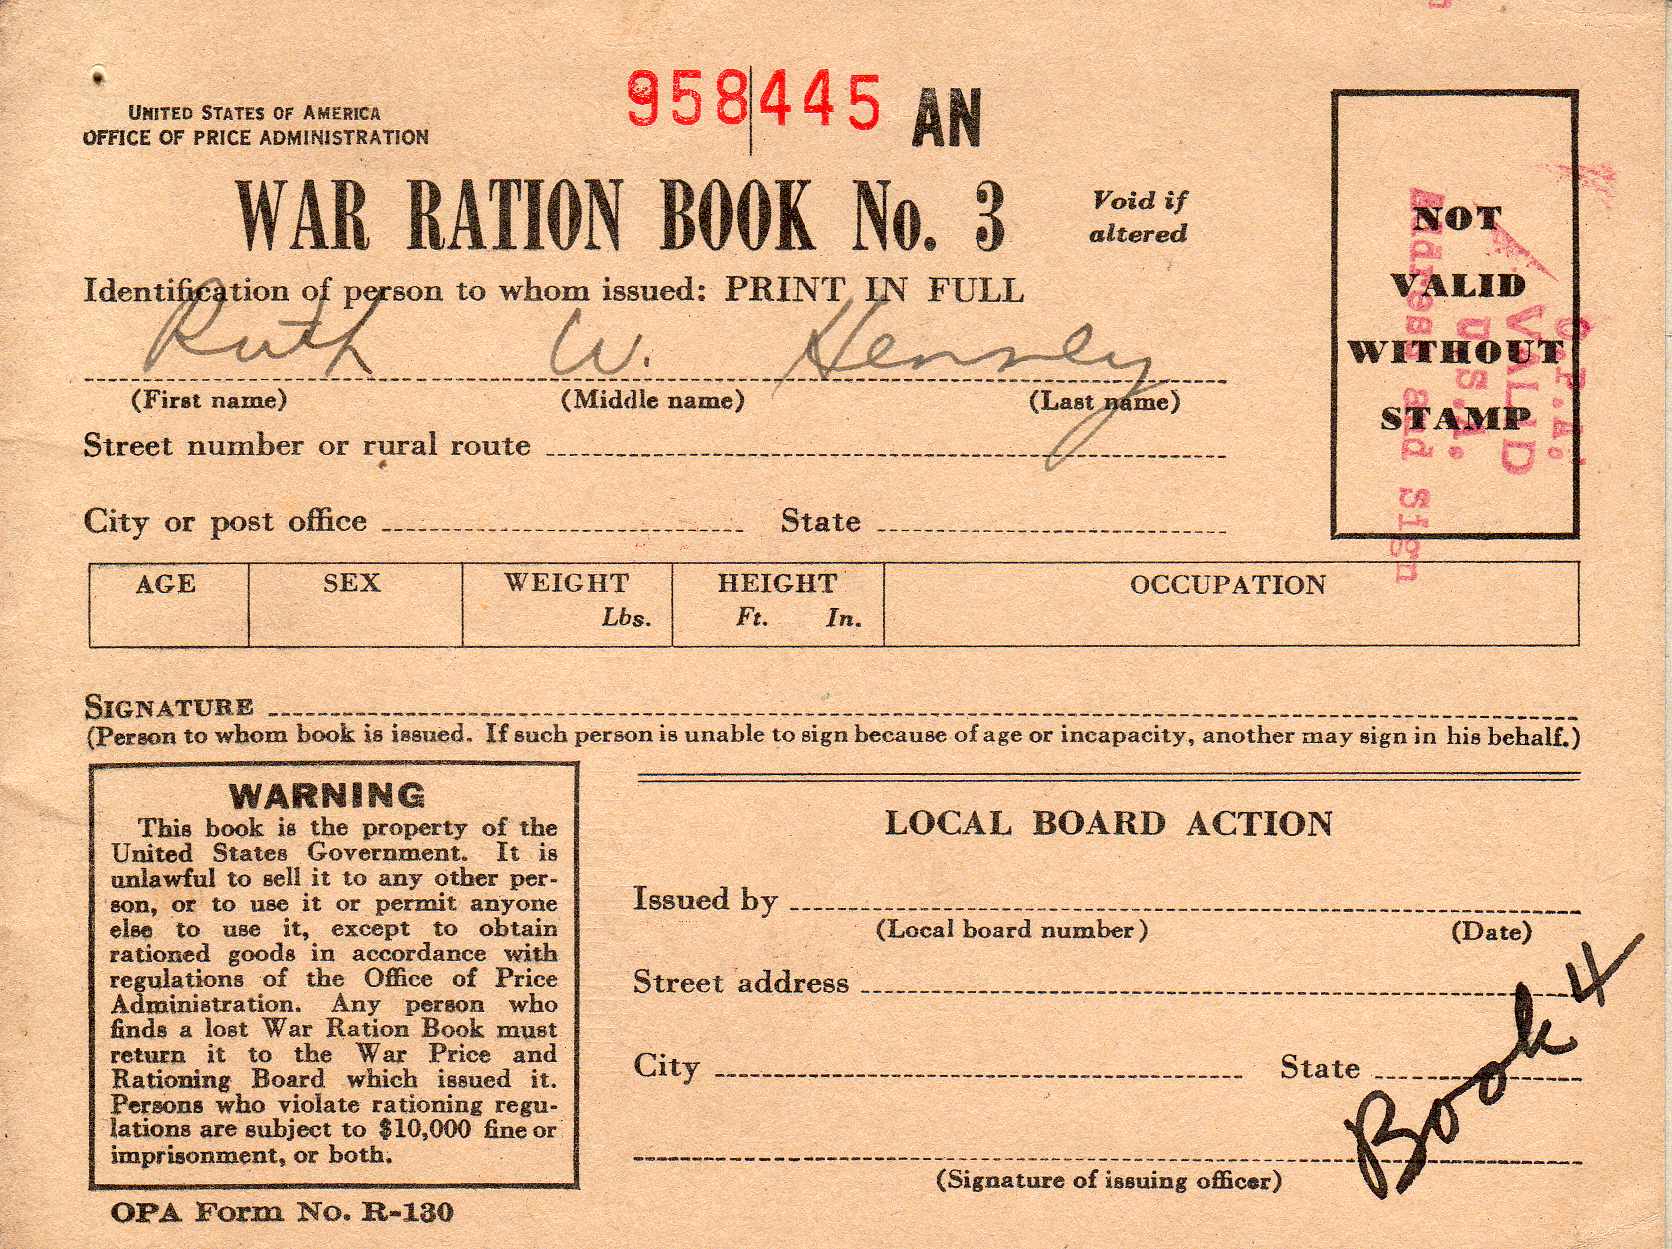 958445 AN
UNITED STATES OF AMERICA
OFFICE OF PRICE ADMINISTRATION
WAR RATION BOOK No. 3
Void if
altered
NOT
VALID
WITHOUT
STAMP
O.P.A.
VALID
U.S.A.
Address and Sign
Identification of person to whom issued: PRINT IN FULL
Ruth W. Henney
(First name) (Middle name) (Last name)
Street number or rural route
City or post office State
AGE SEX WEIGHT HEIGHT OCCUPATION
Lbs. Ft. In.
SIGNATURE
(Person to whom book is issued. If such person is unable to sign because of age or incapacity, another may sign in his behalf.)
WARNING
This book is the property of the
United States Government. It is
unlawful to sell it to any other per-
son, or to use it or permit anyone
else to use it, except to obtain
rationed goods in accordance with
regulations of the Office of Price
Administration. Any person who
finds a lost War Ration Book must
return it to the War Price and
Rationing Board which issued it.
Persons who violate rationing regu-
lations are subject to $10,000 fine or
imprisonment, or both.
OPA Form No. R-130
LOCAL BOARD ACTION
Issued by
(Local board number) (Date)
Street address
City State
(Signature of issuing officer)
Book 4